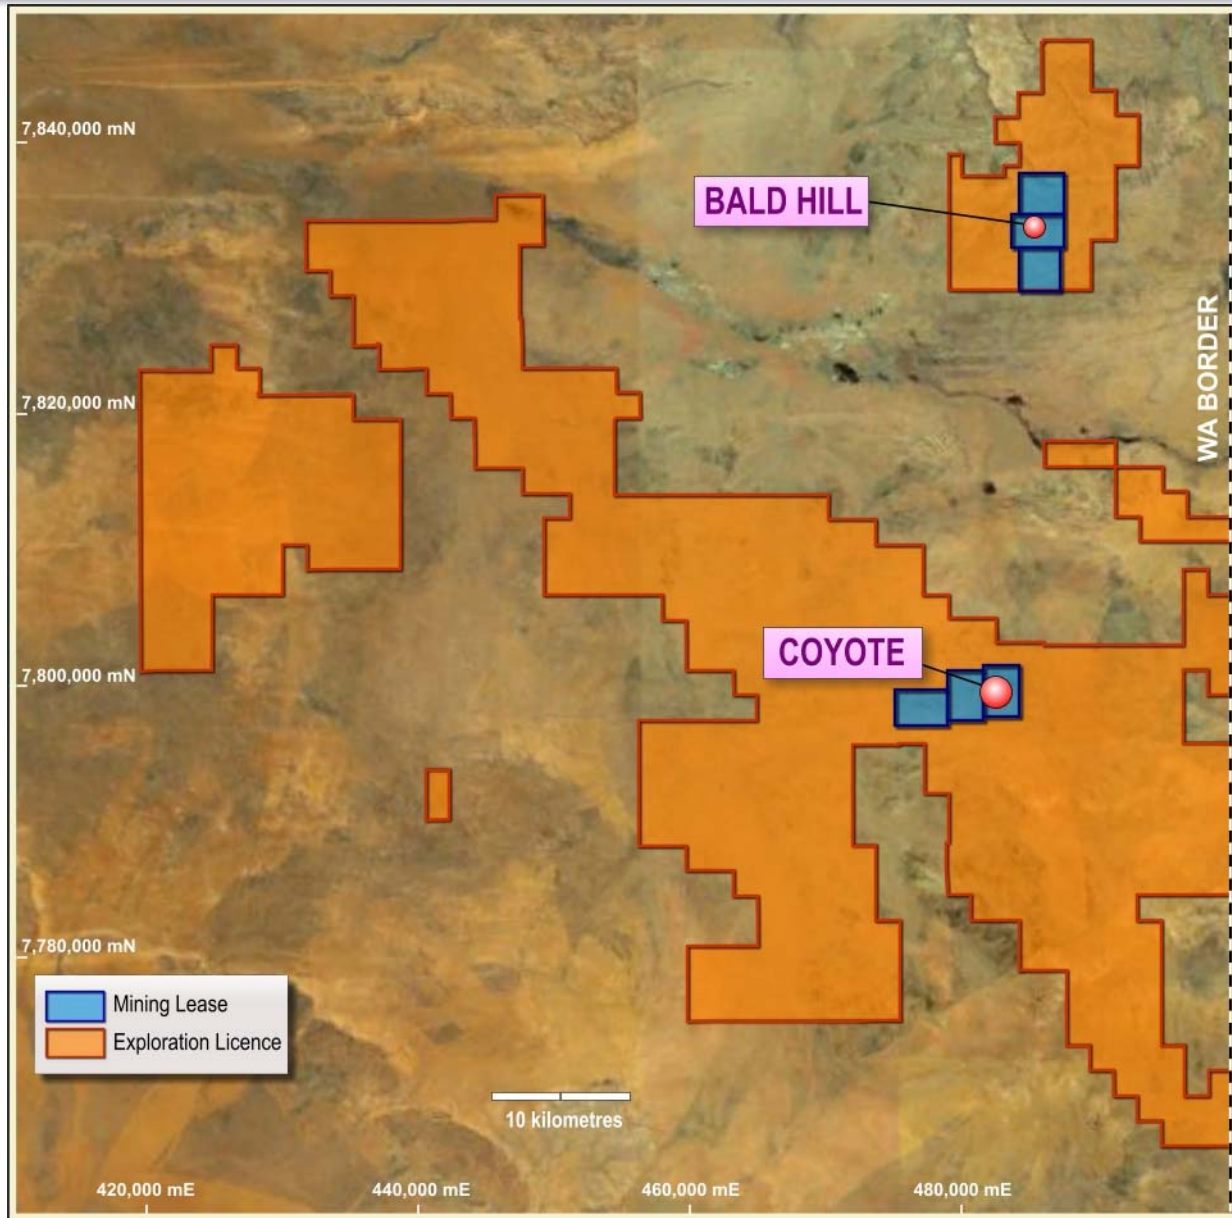 7,840,000 mN
BALD HILL
WA BORDER
7,820,000 mN
COYOTE
7,800,000 mN
7,780,000 mN
Mining Lease
Exploration Licence
10 kilometres
420,000 mE
440,000 mE
460,000 mE
480,000 mE